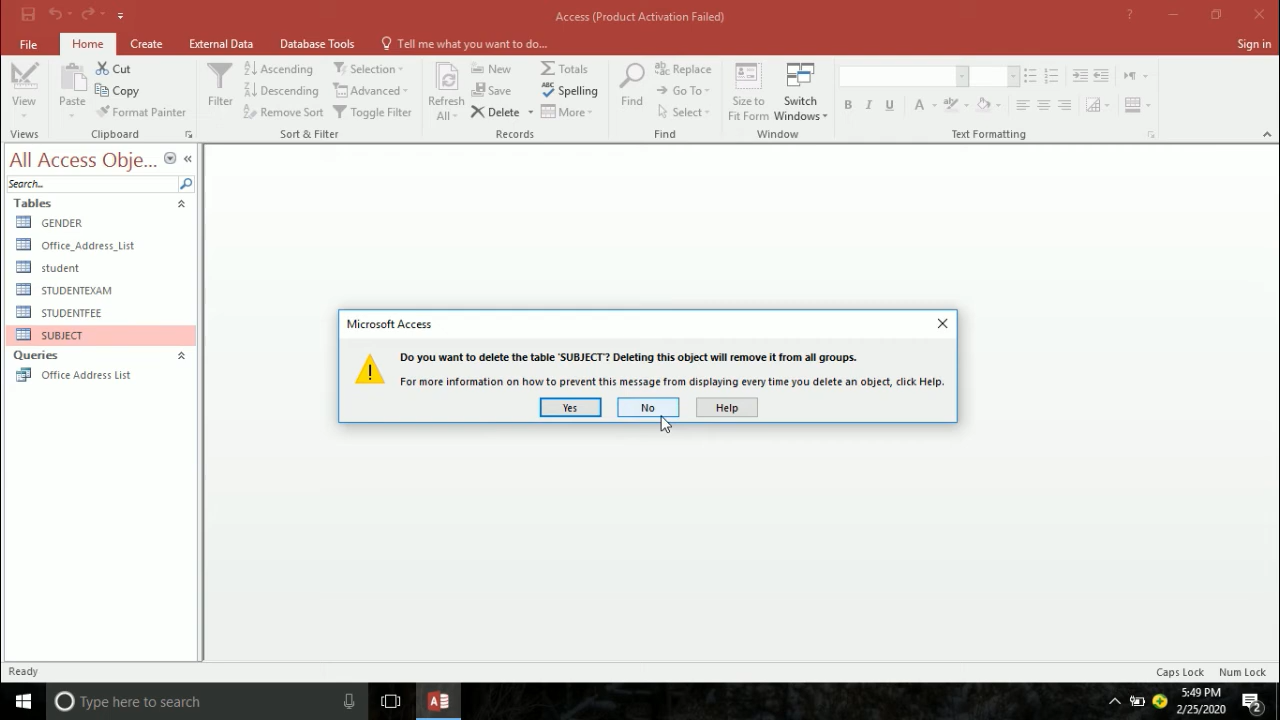 Access (Product Activation Failed)
?
File
Home
Create
External Data
Database Tools
Tell me what you want to do...
Sign in
View
Views
Paste
Cut
Copy
Format Painter
Clipboard
Filter
Ascending
Descending
Remove Sort
Selection
Advanced
Toggle Filter
Sort & Filter
Refresh
All
New
Save
Delete
Totals
Spelling
More
Records
Find
Replace
Go To
Select
Find
Size to
Fit Form
Switch
Windows
Window
B I U A
Text Formatting
All Access Obje...
Search...
Tables
GENDER
Office_Address_List
student
STUDENTEXAM
STUDENTFEE
SUBJECT
Queries
Office Address List
Microsoft Access
Do you want to delete the table 'SUBJECT'? Deleting this object will remove it from all groups.
For more information on how to prevent this message from displaying every time you delete an object, click Help.
Yes
No
Help
Ready
Caps Lock
Num Lock
Type here to search
5:49 PM
2/25/2020
2